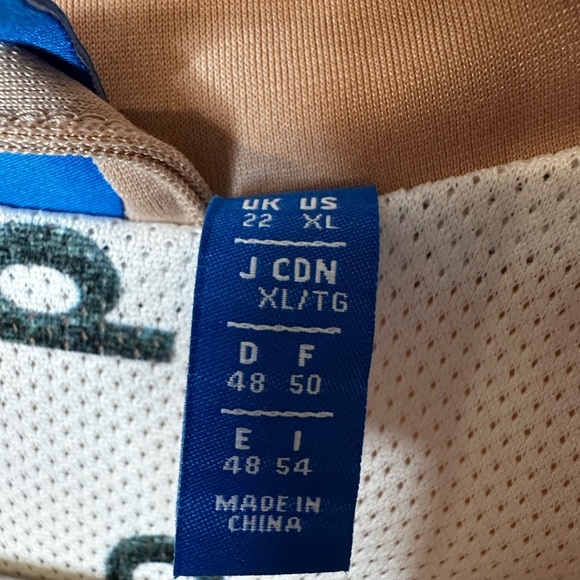 UK US
22 XL
J CDN
XL/TG
D F
48 50
E I
48 54
MADE IN
CHINA